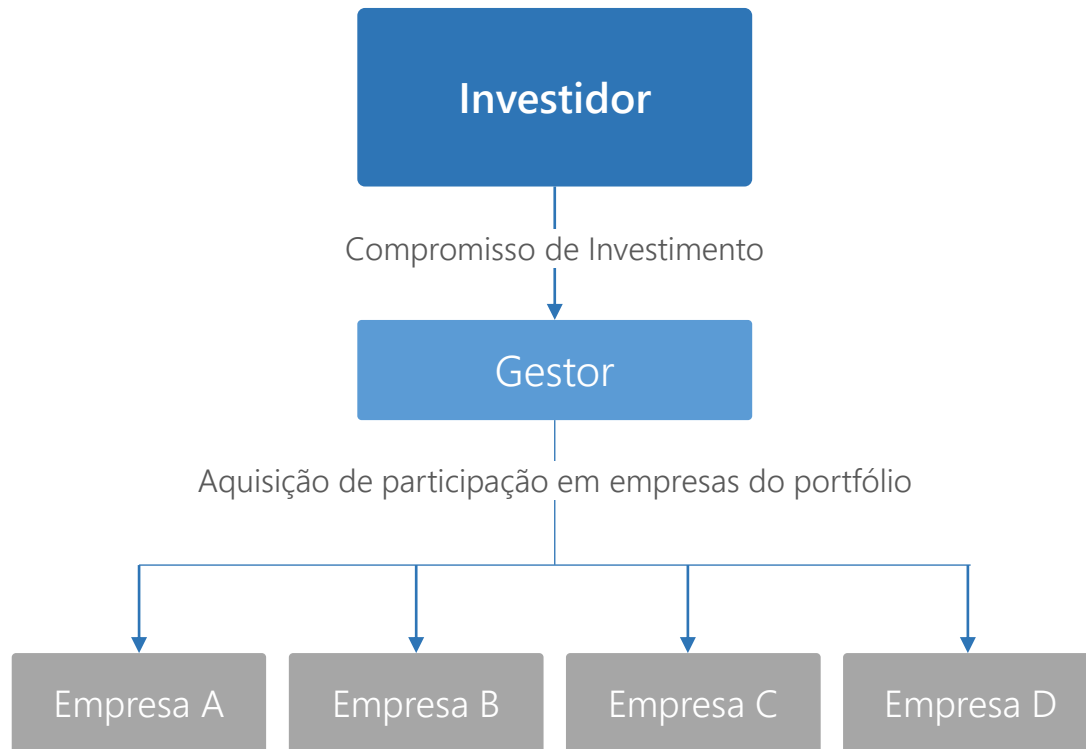 Investidor
Compromisso de Investimento
Gestor
Aquisição de participação em empresas do portfólio
Empresa A
Empresa B
Empresa C
Empresa D